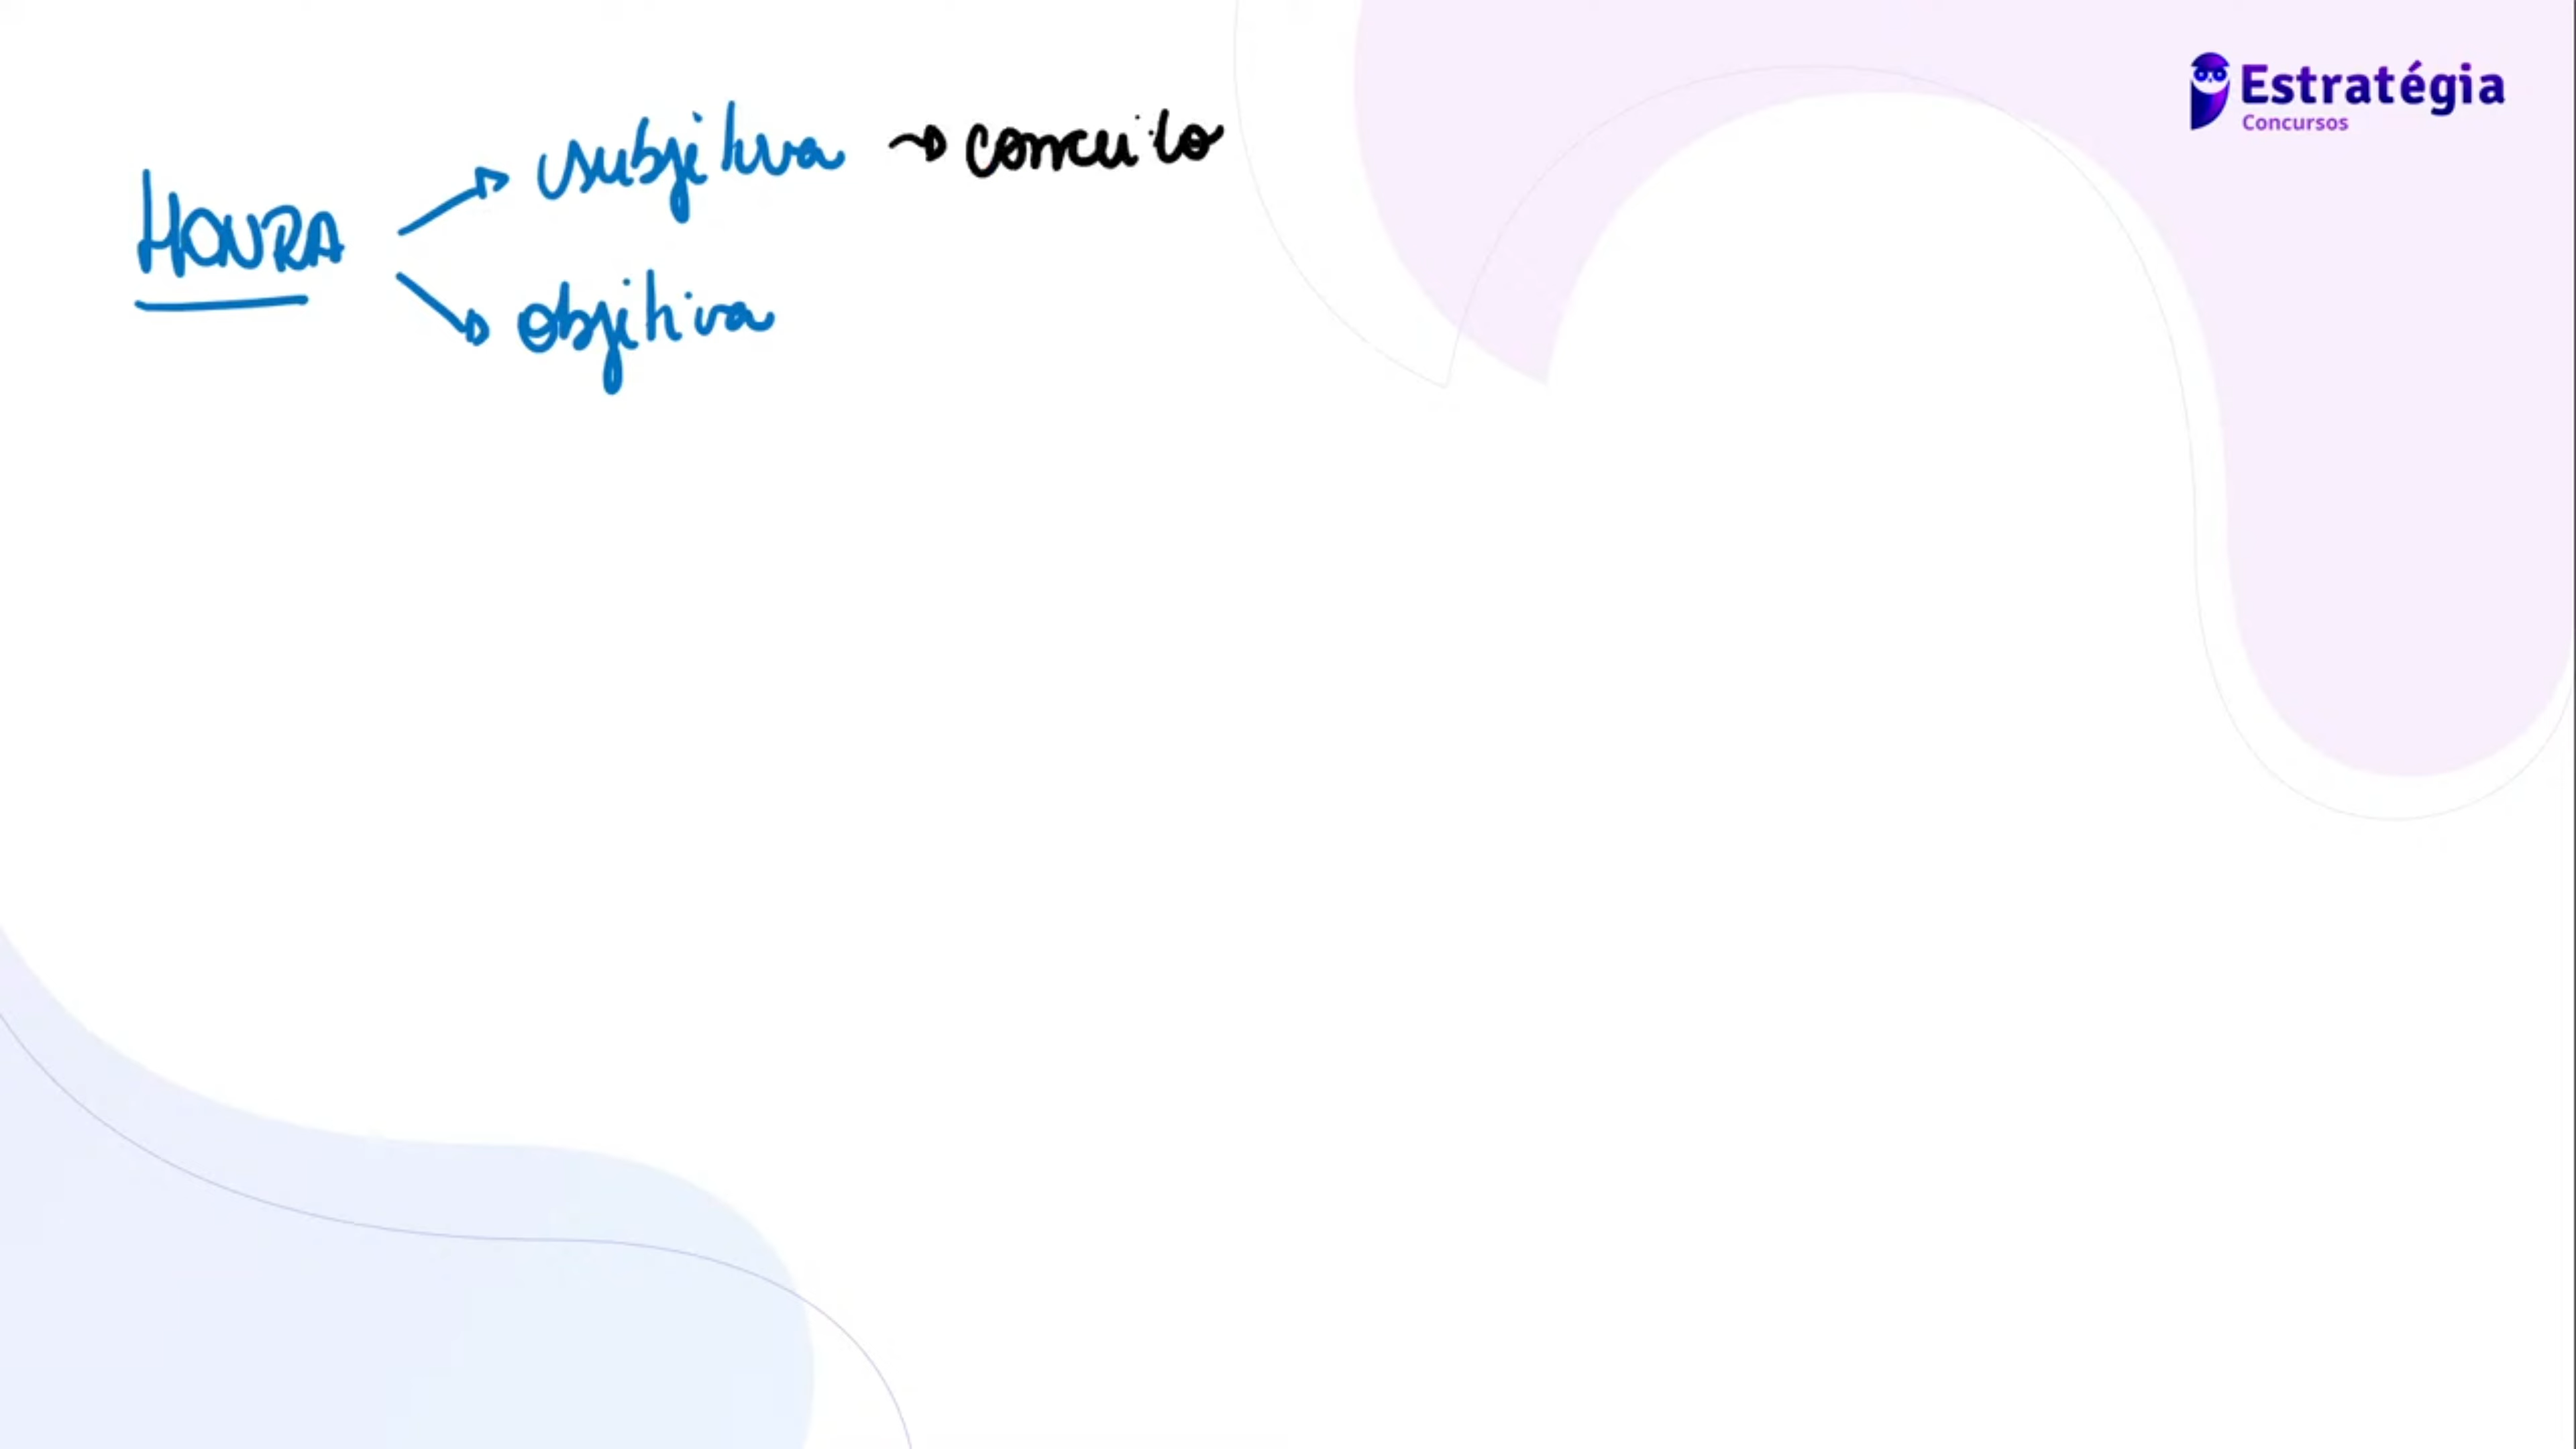 subjetiva → conceito
HONRA
objetiva
Estratégia
Concursos